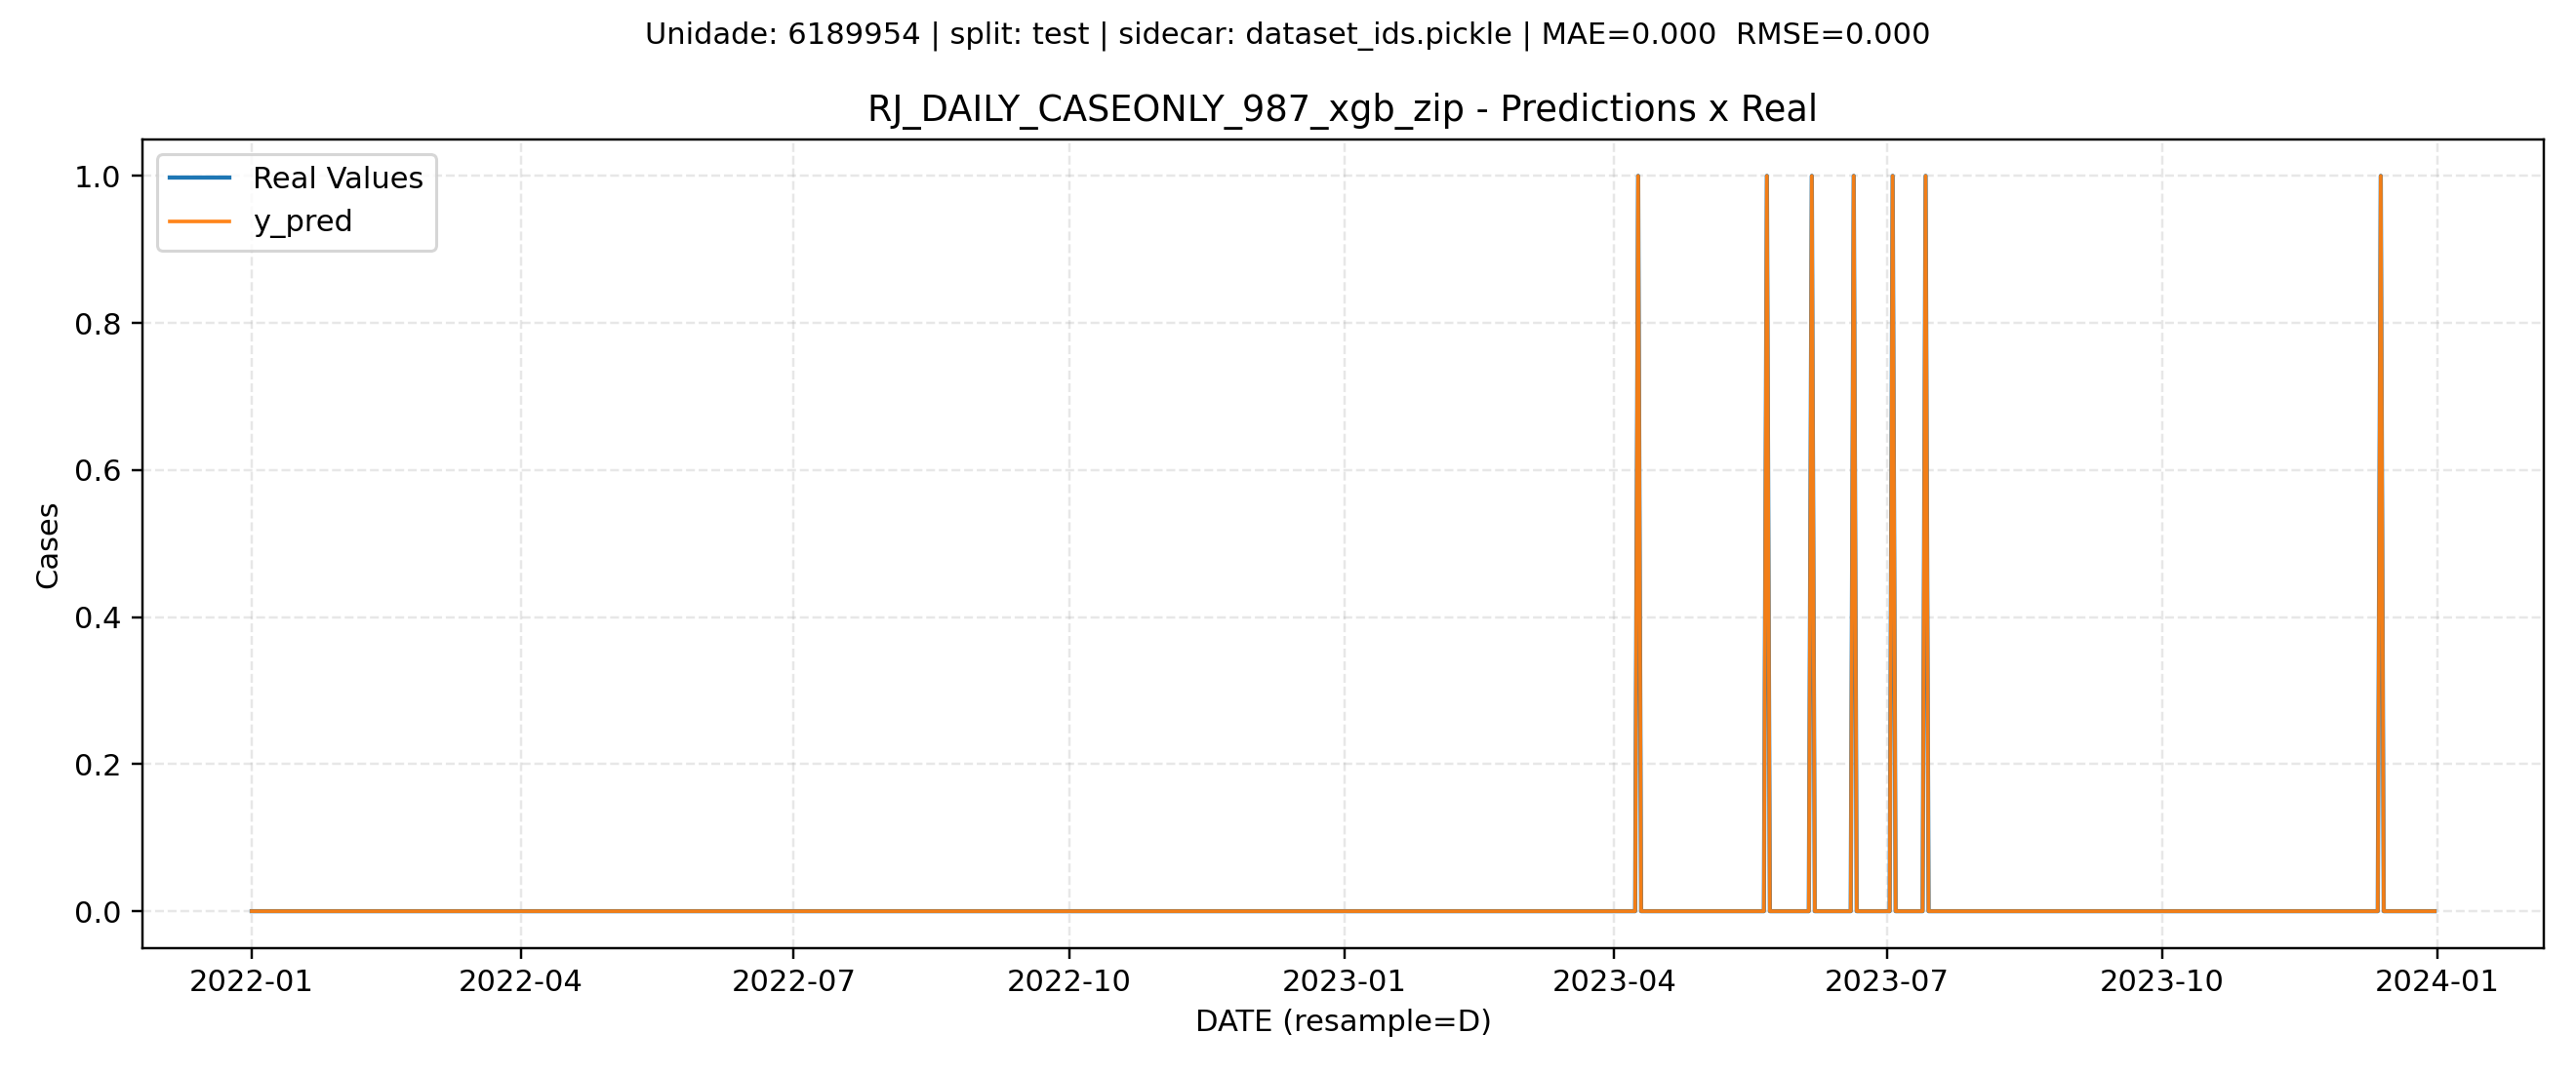 Unidade: 6189954 | split: test | sidecar: dataset_ids.pickle | MAE=0.000  RMSE=0.000
RJ_DAILY_CASEONLY_987_xgb_zip - Predictions x Real
Real Values
y_pred
1.0
0.8
0.6
0.4
0.2
0.0
Cases
2022-01
2022-04
2022-07
2022-10
2023-01
2023-04
2023-07
2023-10
2024-01
DATE (resample=D)